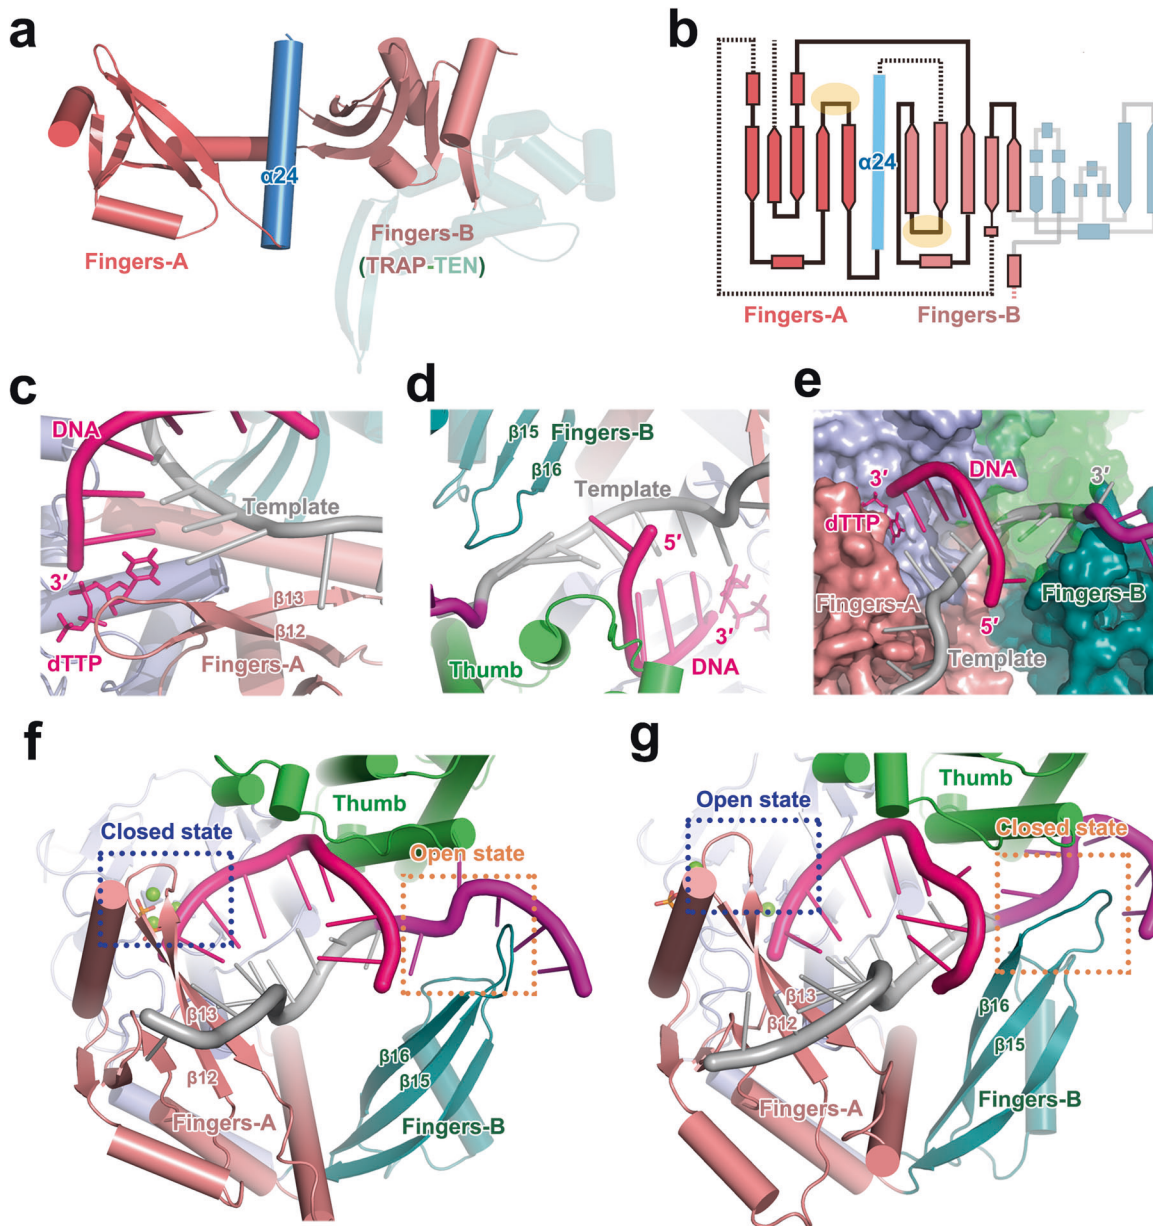 a
α24
Fingers-A
Fingers-B
(TRAP-TEN)
b
α24
Fingers-A
Fingers-B
c
DNA
Template
3′
β13
β12
dTTP
Fingers-A
d
β15
Fingers-B
β16
Template
5′
3′
Thumb
DNA
e
3′
DNA
3′
dTTP
Fingers-A
Fingers-B
5′
Template
f
Thumb
Closed state
Open state
β13
β16
β12
β15
Fingers-A
Fingers-B
g
Thumb
Open state
Closed state
β13
β16
β12
β15
Fingers-A
Fingers-B